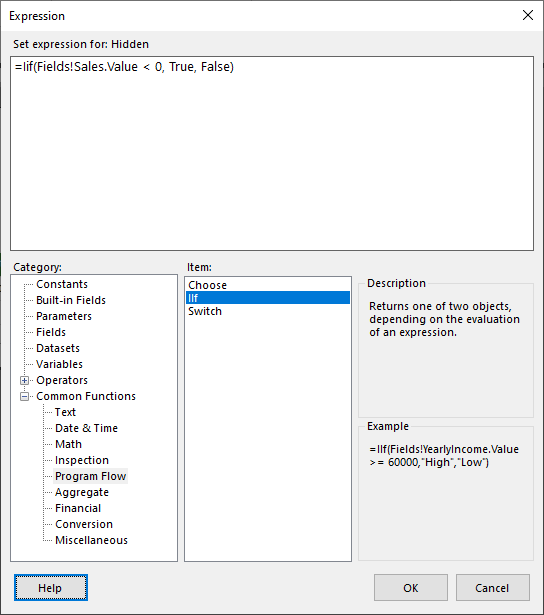 Expression
Set expression for: Hidden
=Iif(Fields!Sales.Value < 0, True, False)
Category:
Constants
Built-in Fields
Parameters
Fields
Datasets
Variables
Operators
Common Functions
Text
Date & Time
Math
Inspection
Program Flow
Aggregate
Financial
Conversion
Miscellaneous
Item:
Choose
IIf
Switch
Description
Returns one of two objects,
depending on the evaluation
of an expression.
Example
=IIf(Fields!YearlyIncome.Value
>= 60000,"High","Low")
Help
OK
Cancel